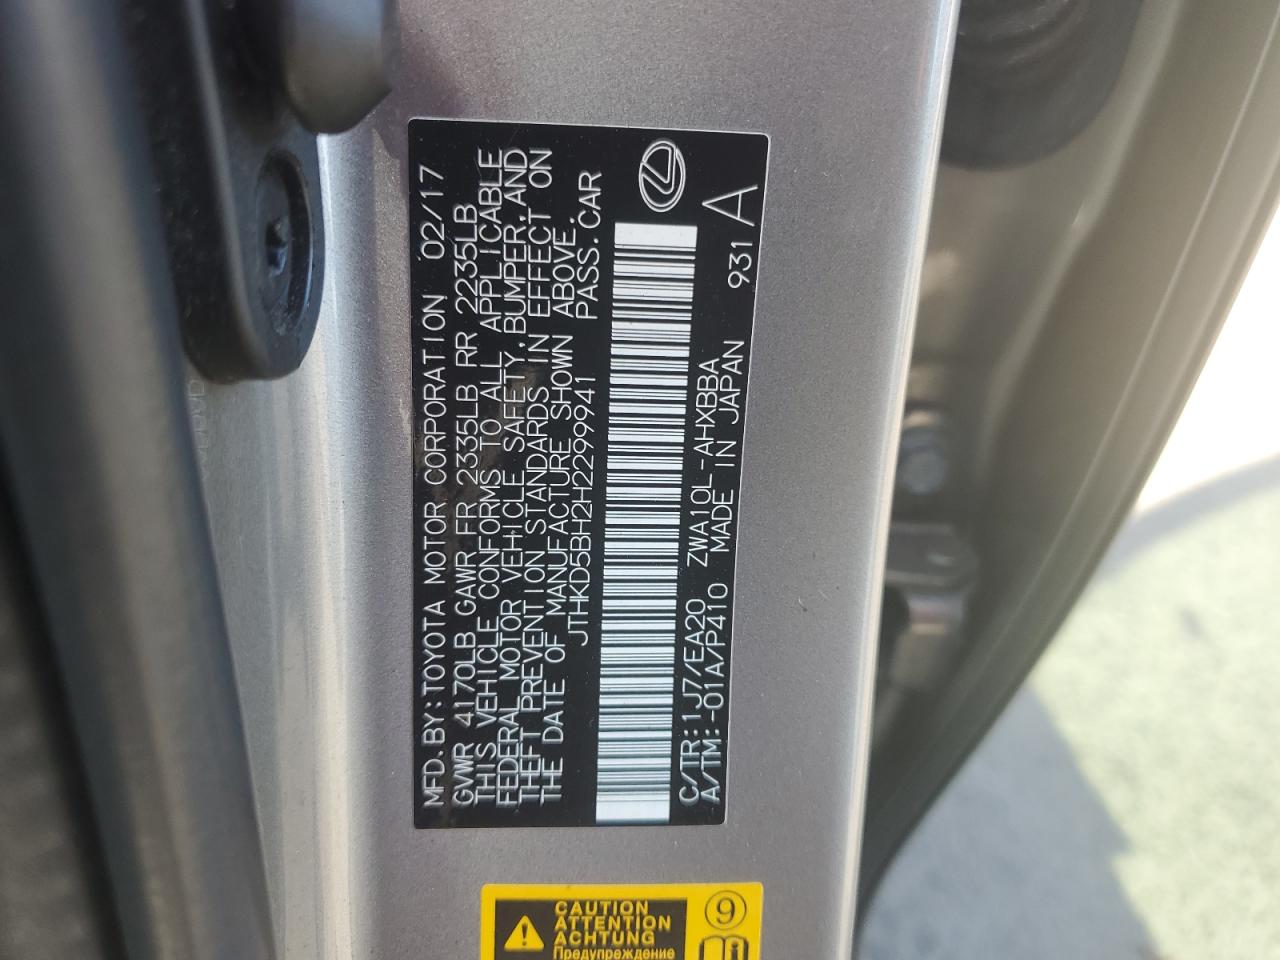 MFD.BY:TOYOTA MOTOR CORPORATION 02/17
GVWR 4170LB GAWR FR 2335LB RR 2235LB
THIS VEHICLE CONFORMS TO ALL APPLICABLE
FEDERAL MOTOR VEHICLE SAFETY,BUMPER,AND
THEFT PREVENTION STANDARDS IN EFFECT ON
THE DATE OF MANUFACTURE SHOWN ABOVE.
JTHKD5BH2H2299941 PASS.CAR
C/TR:1J7/EA20 ZWA10L-AHXBBA 931
A/TM:-01A/P410 MADE IN JAPAN A
CAUTION
ATTENTION
ACHTUNG
Предупреждение
9